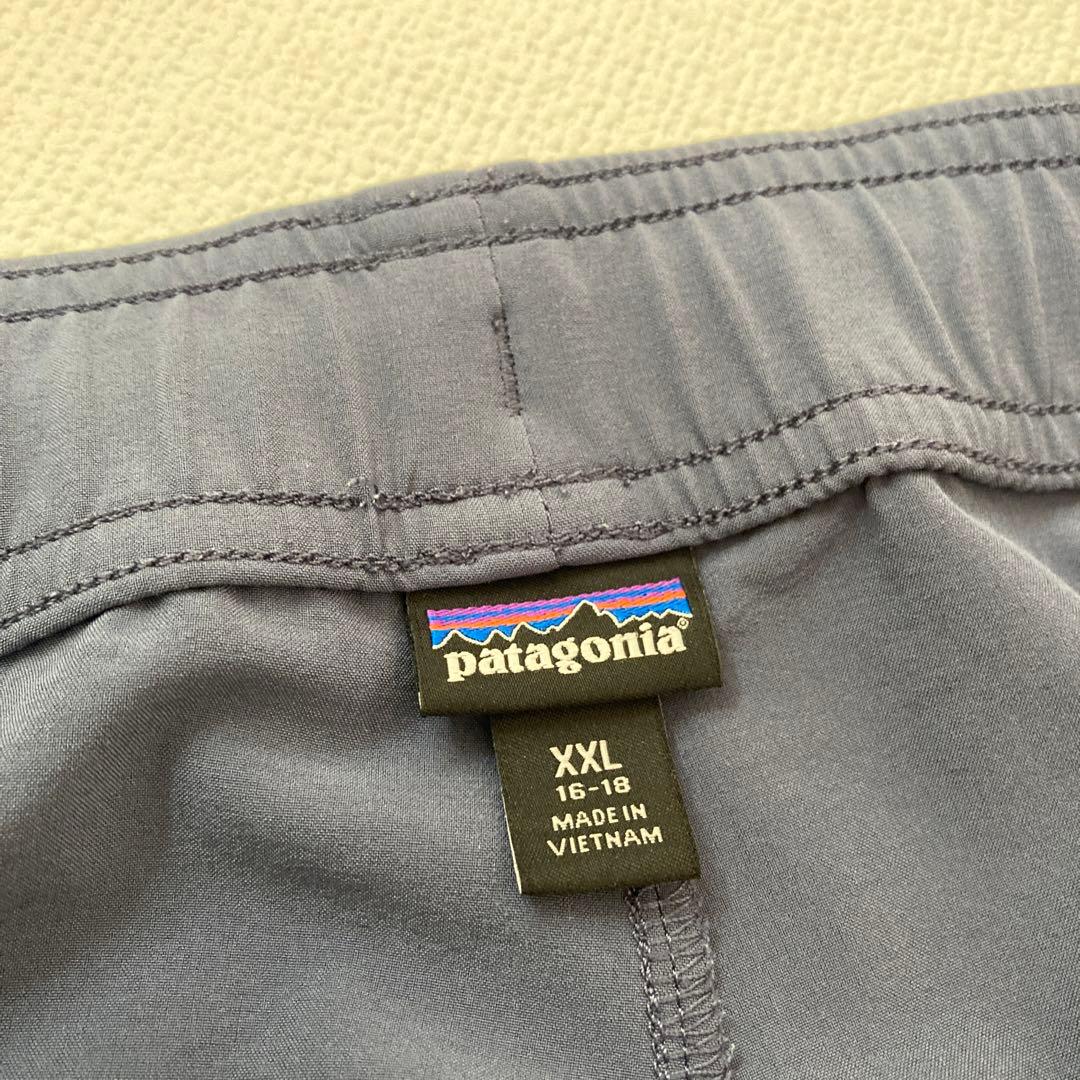 patagonia®
XXL
16-18
MADE IN
VIETNAM